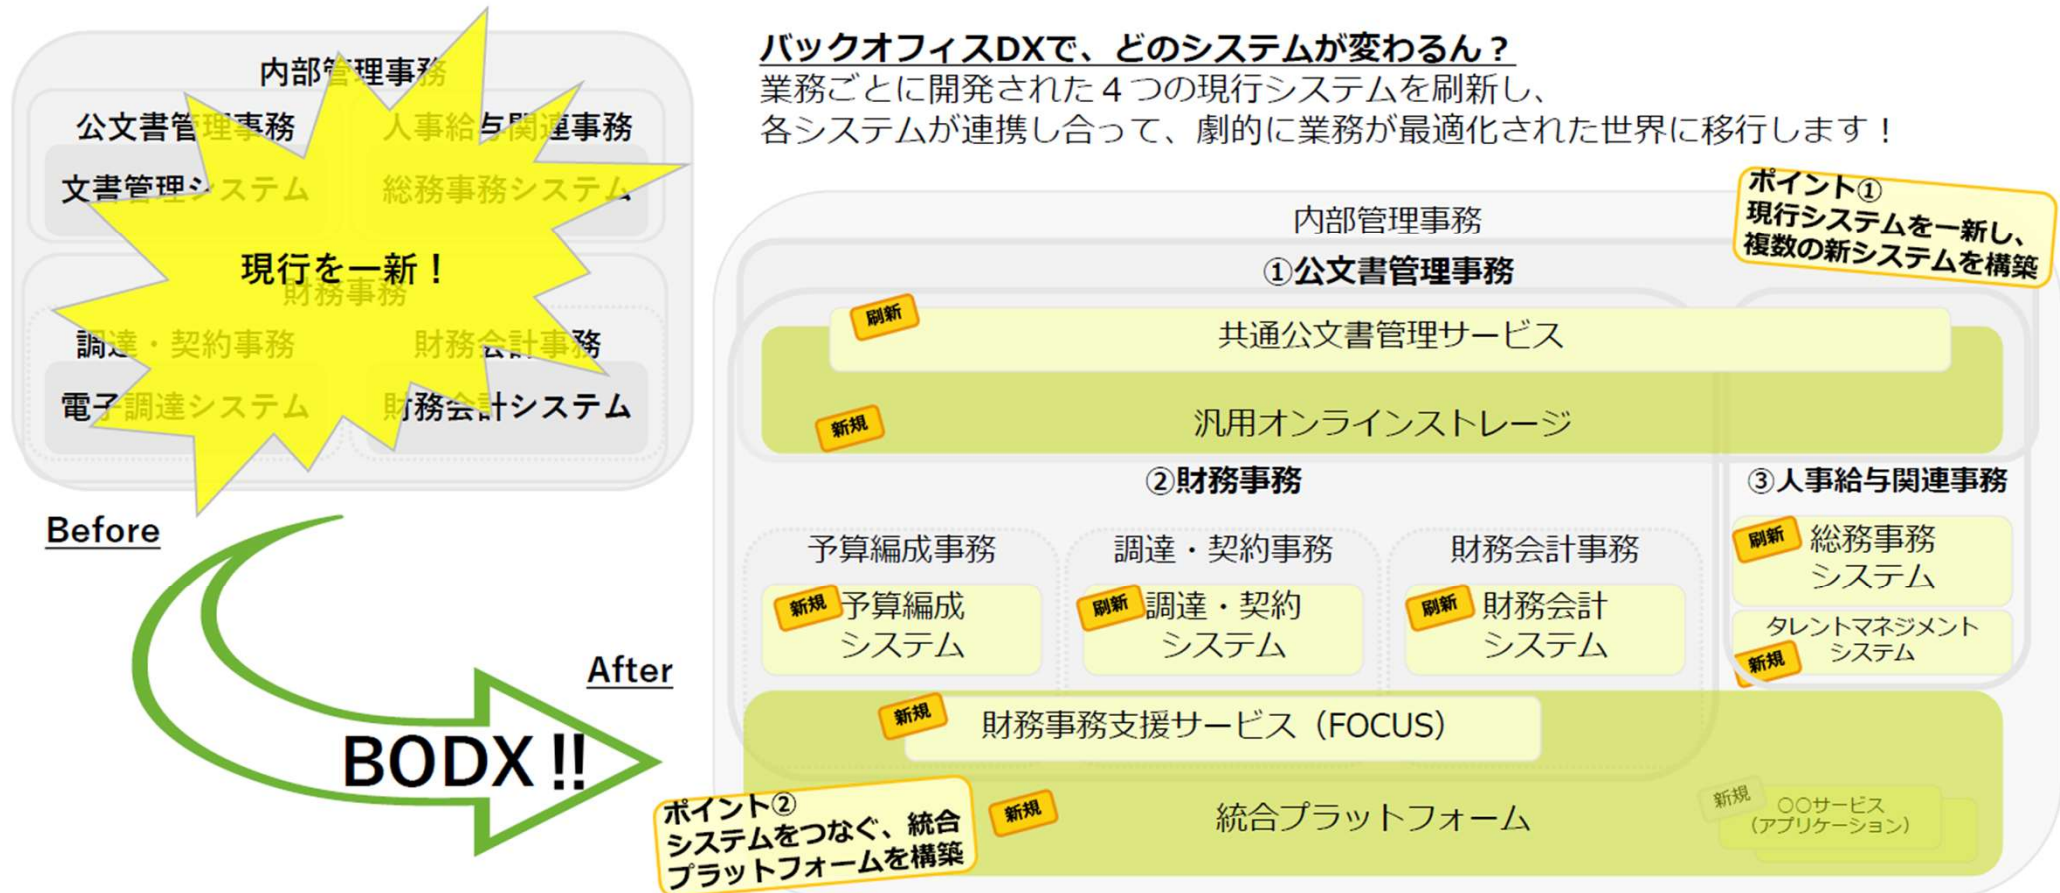 バックオフィスDXで、どのシステムが変わるん？
業務ごとに開発された４つの現行システムを刷新し、
各システムが連携し合って、劇的に業務が最適化された世界に移行します！
内部管理事務
公文書管理事務
人事給与関連事務
文書管理システム
総務事務システム
現行を一新！
財務事務
調達・契約事務
財務会計事務
電子調達システム
財務会計システム
Before
After
BODX!!
ポイント①
現行システムを一新し、
複数の新システムを構築
内部管理事務
①公文書管理事務
刷新
共通公文書管理サービス
新規
汎用オンラインストレージ
②財務事務
③人事給与関連事務
予算編成事務
調達・契約事務
財務会計事務
新規
予算編成
システム
刷新
調達・契約
システム
刷新
財務会計
システム
刷新
総務事務
システム
タレントマネジメント
システム
新規
新規
財務事務支援サービス（FOCUS）
ポイント②
システムをつなぐ、統合
プラットフォームを構築
新規
統合プラットフォーム
新規
○○サービス
（アプリケーション）